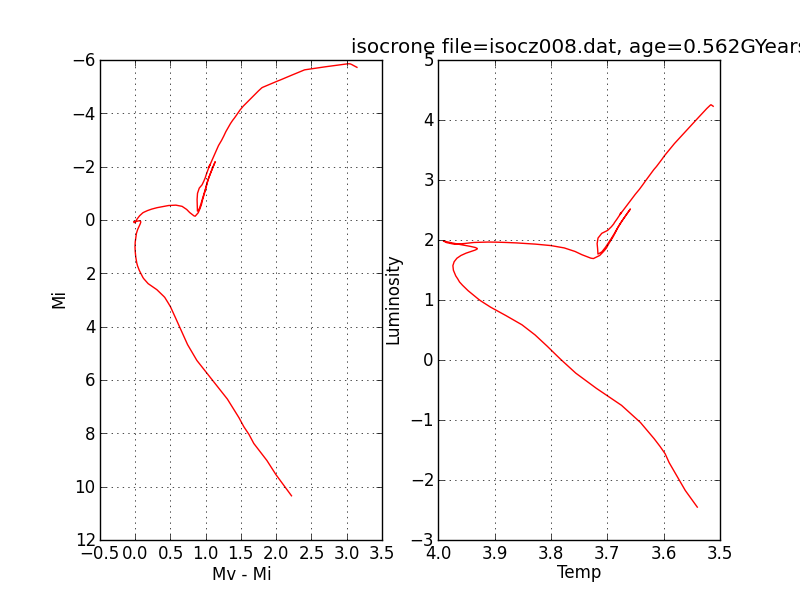 isocrone file=isocz008.dat, age=0.562GYears
−6
−4
−2
0
2
4
6
8
10
12
Mi
−0.5 0.0 0.5 1.0 1.5 2.0 2.5 3.0 3.5
Mv - Mi
5
4
3
2
1
0
−1
−2
−3
Luminosity
4.0 3.9 3.8 3.7 3.6 3.5
Temp